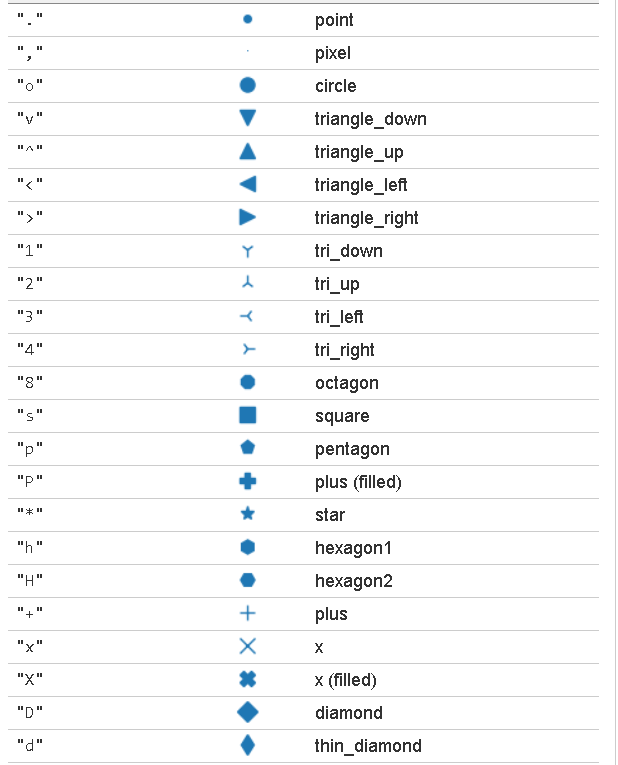 "." point
"," pixel
"o" circle
"v" triangle_down
"^" triangle_up
"<" triangle_left
">" triangle_right
"1" tri_down
"2" tri_up
"3" tri_left
"4" tri_right
"8" octagon
"s" square
"p" pentagon
"P" plus (filled)
"*" star
"h" hexagon1
"H" hexagon2
"+" plus
"x" x
"X" x (filled)
"D" diamond
"d" thin_diamond